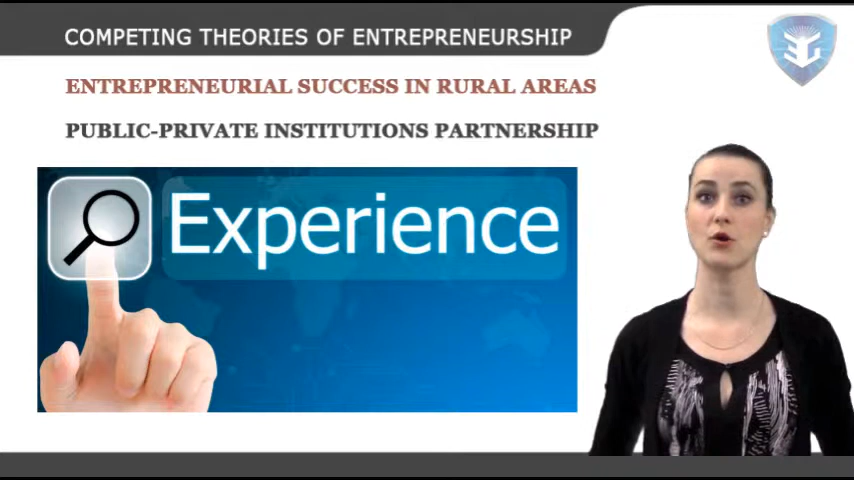 COMPETING THEORIES OF ENTREPRENEURSHIP
ENTREPRENEURIAL SUCCESS IN RURAL AREAS
PUBLIC-PRIVATE INSTITUTIONS PARTNERSHIP
Experience